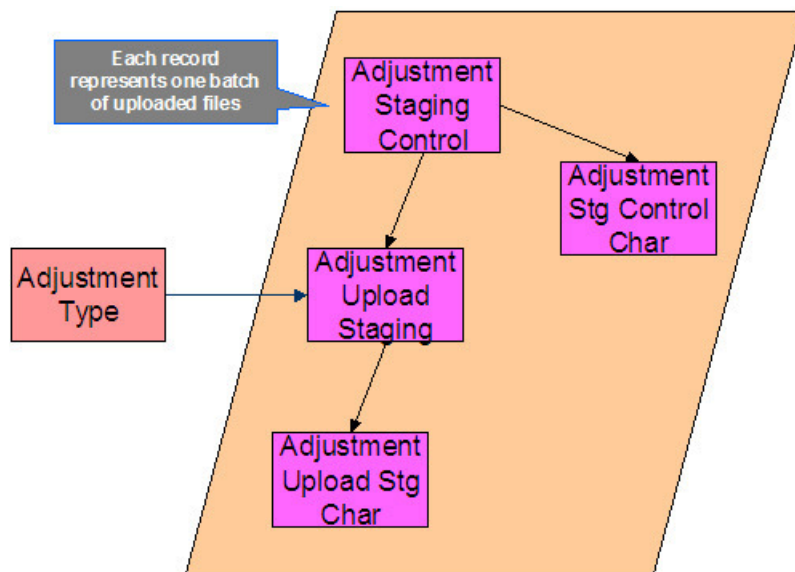 Each record
represents one batch
of uploaded files
Adjustment
Staging
Control
Adjustment
Stg Control
Char
Adjustment
Type
Adjustment
Upload
Staging
Adjustment
Upload Stg
Char